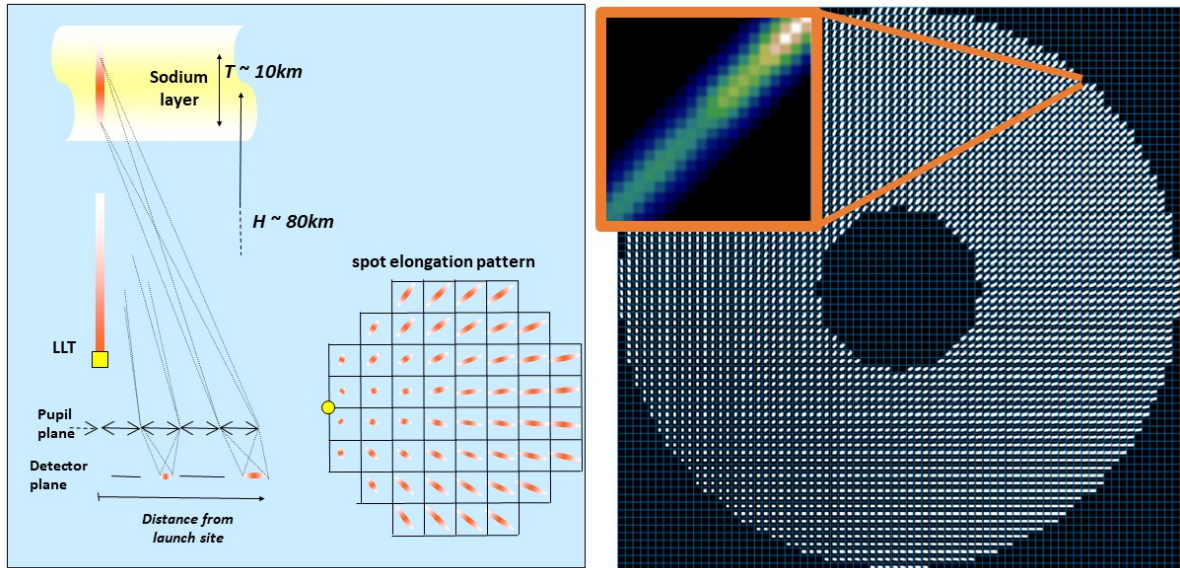 Sodium
layer
T ~ 10km
H ~ 80km
spot elongation pattern
LLT
Pupil
plane
Detector
plane
Distance from
launch site